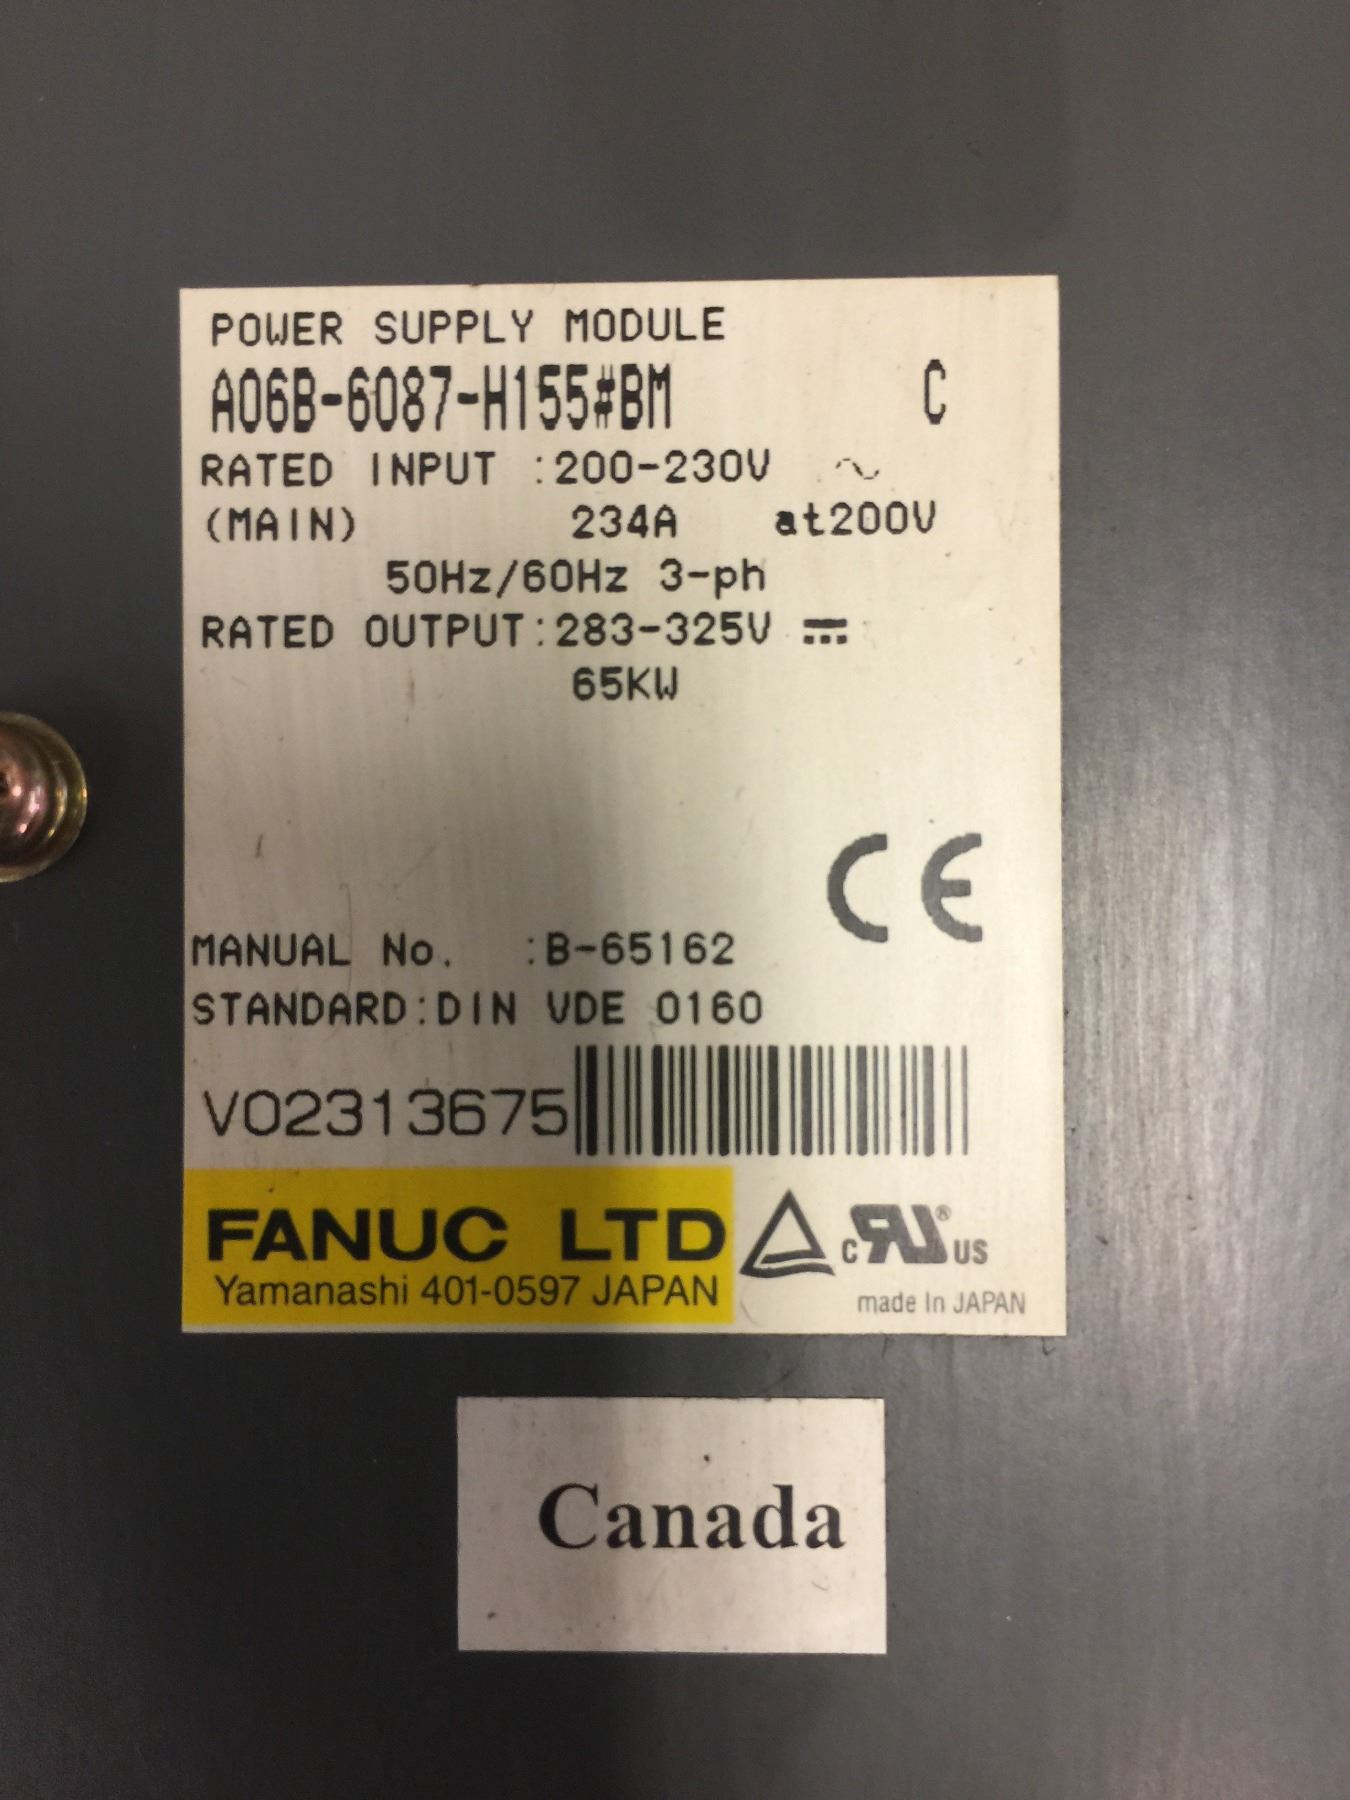 POWER SUPPLY MODULE
A06B-6087-H155#BM C
RATED INPUT :200-230V ~
(MAIN) 234A at200V
50Hz/60Hz 3-ph
RATED OUTPUT:283-325V ⎓
65KW
CE
MANUAL No. :B-65162
STANDARD:DIN VDE 0160
V02313675
FANUC LTD
Yamanashi 401-0597 JAPAN
c RU ® US
made In JAPAN
Canada